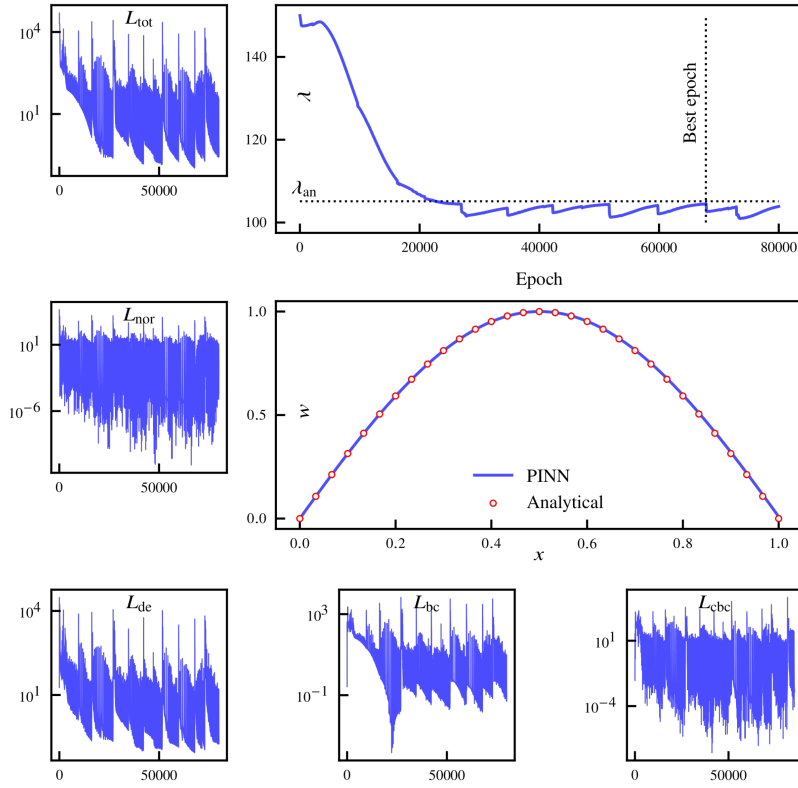 L_tot
10^4
10^1
0
50000
λ
140
120
100
λ_an
Best epoch
0
20000
40000
60000
80000
Epoch
L_nor
10^1
10^−6
0
50000
w
1.0
0.5
0.0
PINN
Analytical
0.0
0.2
0.4
0.6
0.8
1.0
x
L_de
10^4
10^1
0
50000
L_bc
10^3
10^−1
0
50000
L_cbc
10^1
10^−4
0
50000